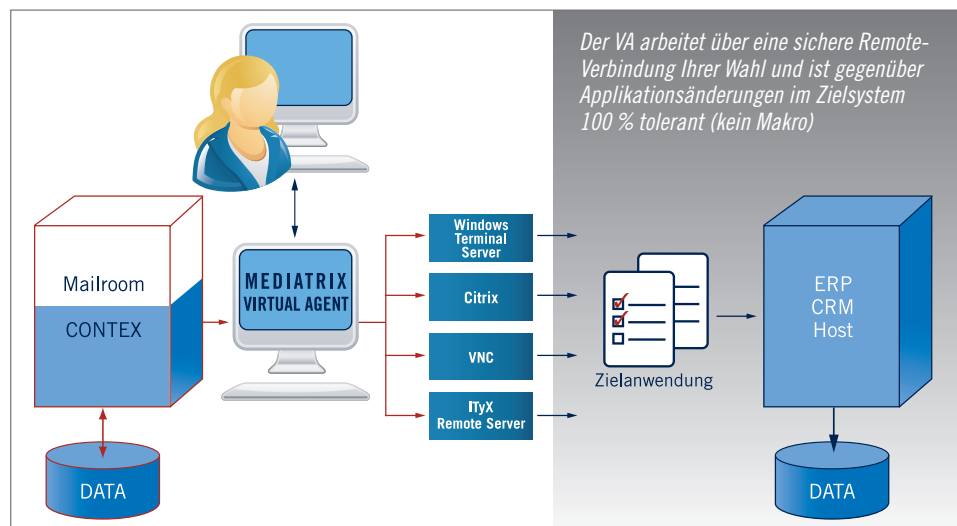 Der VA arbeitet über eine sichere Remote-
Verbindung Ihrer Wahl und ist gegenüber
Applikationsänderungen im Zielsystem
100 % tolerant (kein Makro)
Mailroom
CONTEX
DATA
MEDIATRIX
VIRTUAL AGENT
Windows
Terminal
Server
Citrix
VNC
ITyX
Remote Server
Zielanwendung
ERP
CRM
Host
DATA